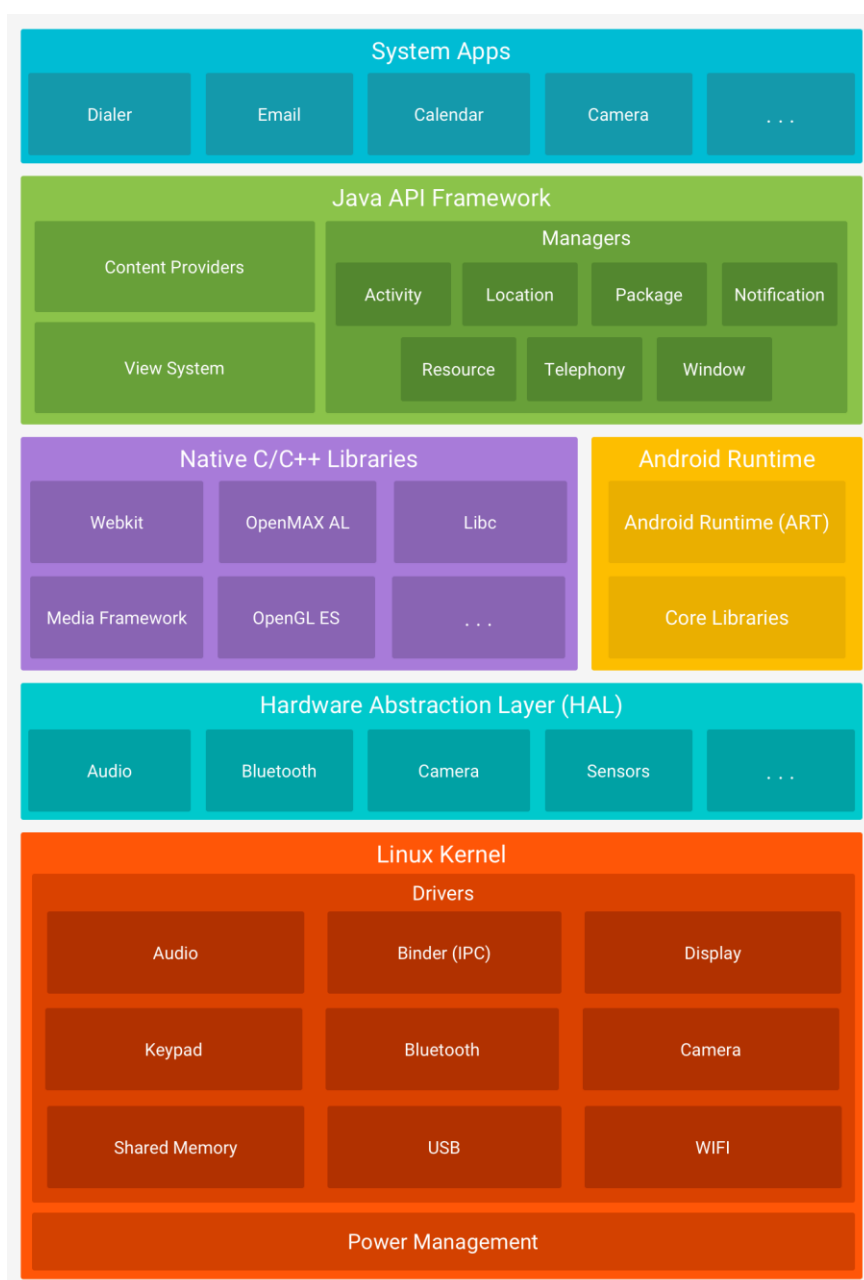 System Apps
Dialer
Email
Calendar
Camera
. . .
Java API Framework
Content Providers
View System
Managers
Activity
Location
Package
Notification
Resource
Telephony
Window
Native C/C++ Libraries
Webkit
OpenMAX AL
Libc
Media Framework
OpenGL ES
. . .
Android Runtime
Android Runtime (ART)
Core Libraries
Hardware Abstraction Layer (HAL)
Audio
Bluetooth
Camera
Sensors
. . .
Linux Kernel
Drivers
Audio
Binder (IPC)
Display
Keypad
Bluetooth
Camera
Shared Memory
USB
WIFI
Power Management